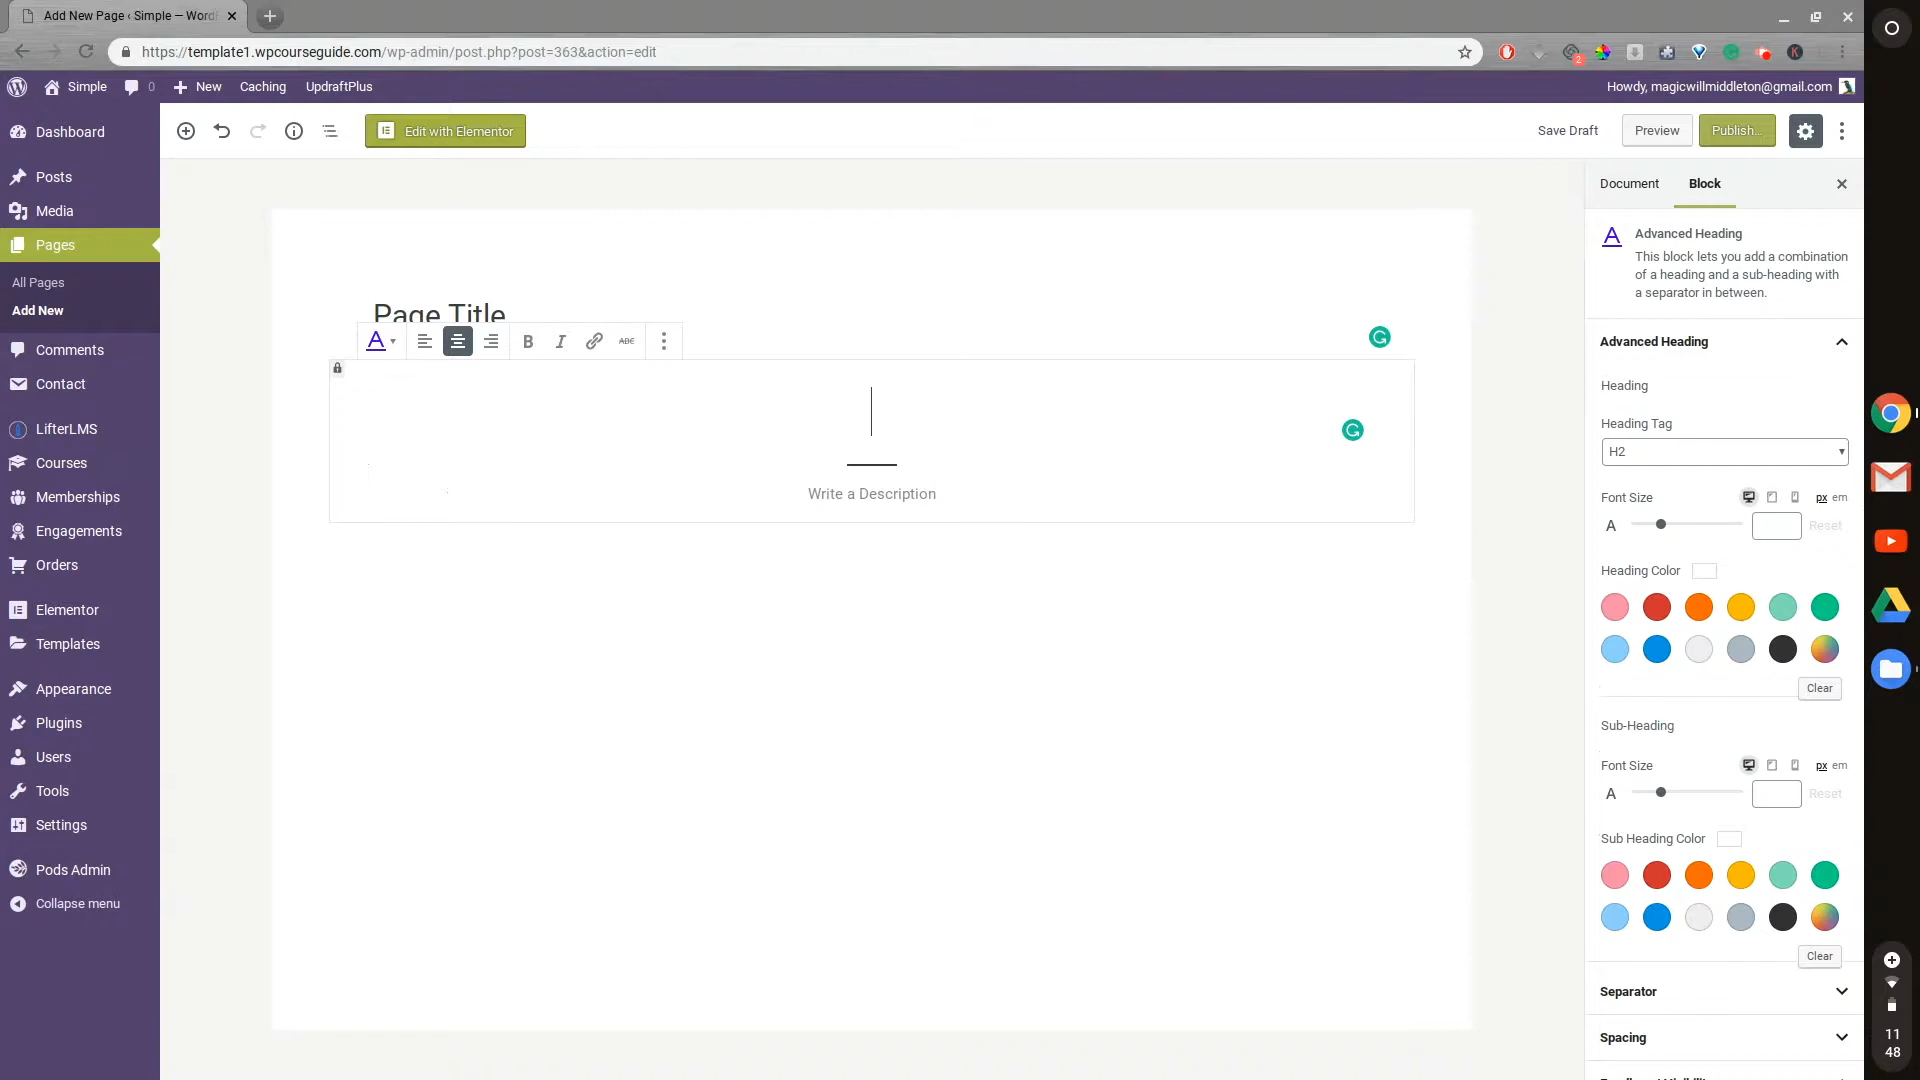 Add New Page ‹ Simple — WordP
https://template1.wpcourseguide.com/wp-admin/post.php?post=363&action=edit
2
K
Simple
0
New
Caching
UpdraftPlus
Howdy, magicwillmiddleton@gmail.com
Dashboard
Posts
Media
Pages
All Pages
Add New
Comments
Contact
LifterLMS
Courses
Memberships
Engagements
Orders
Elementor
Templates
Appearance
Plugins
Users
Tools
Settings
Pods Admin
Collapse menu
Edit with Elementor
Save Draft
Preview
Publish...
Page Title
A
B
I
ABC
Write a Description
Document
Block
A
Advanced Heading
This block lets you add a combination
of a heading and a sub-heading with
a separator in between.
Advanced Heading
Heading
Heading Tag
H2
Font Size
px em
A
Reset
Heading Color
Clear
Sub-Heading
Font Size
px em
A
Reset
Sub Heading Color
Clear
Separator
Spacing
11
48